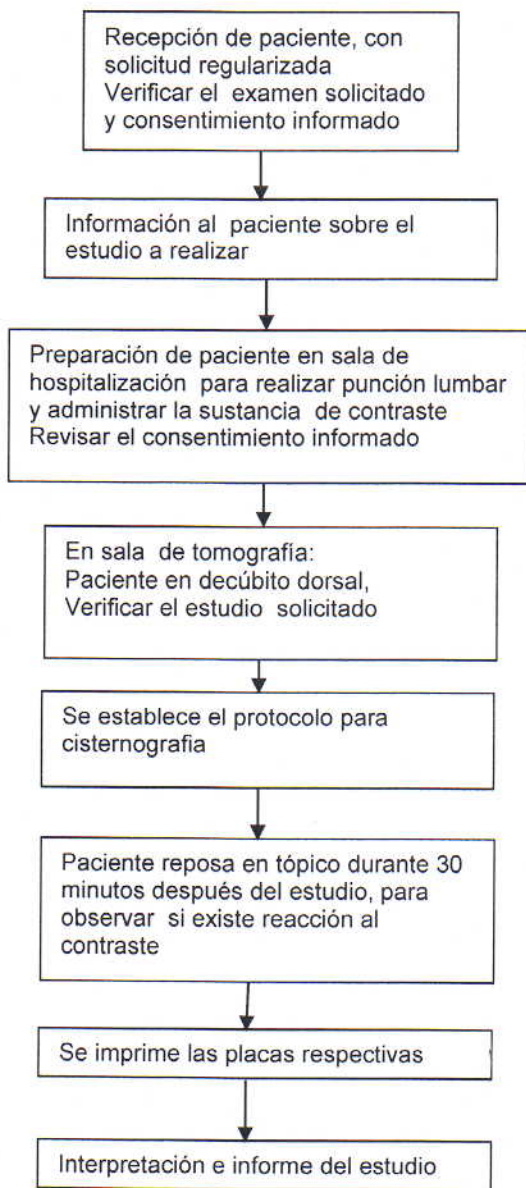 Recepción de paciente, con
solicitud regularizada
Verificar el examen solicitado
y consentimiento informado
Información al paciente sobre el
estudio a realizar
Preparación de paciente en sala de
hospitalización para realizar punción lumbar
y administrar la sustancia de contraste
Revisar el consentimiento informado
En sala de tomografía:
Paciente en decúbito dorsal,
Verificar el estudio solicitado
Se establece el protocolo para
cisternografia
Paciente reposa en tópico durante 30
minutos después del estudio, para
observar si existe reacción al
contraste
Se imprime las placas respectivas
Interpretación e informe del estudio